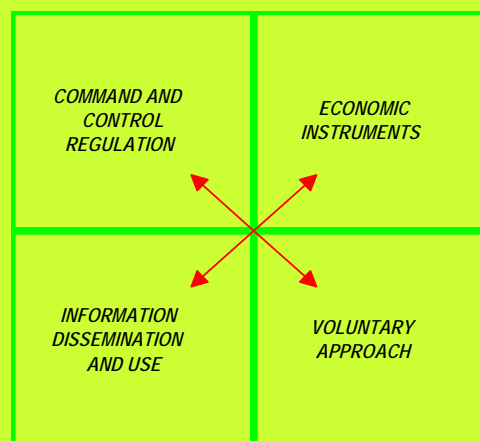 COMMAND AND
CONTROL
REGULATION
ECONOMIC
INSTRUMENTS
INFORMATION
DISSEMINATION
AND USE
VOLUNTARY
APPROACH